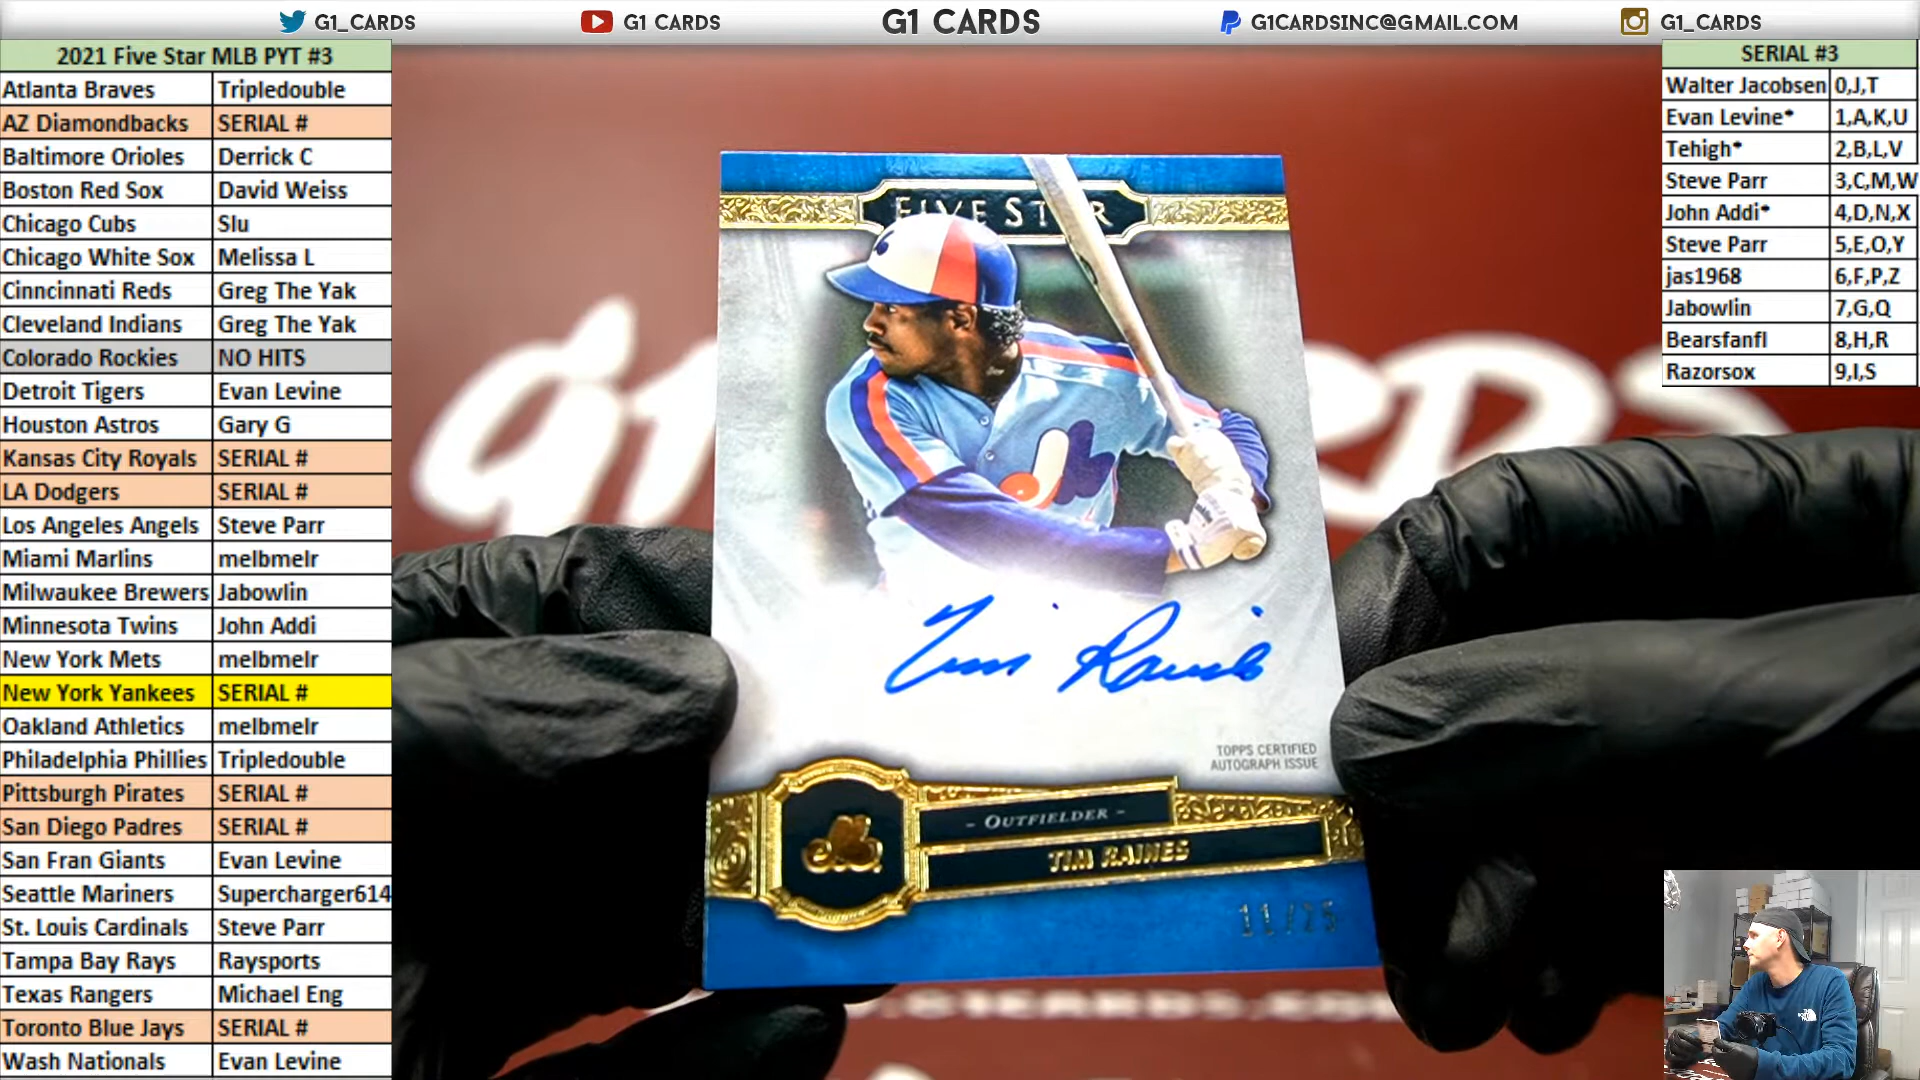 G1_CARDS G1 CARDS G1 CARDS G1CARDSINC@GMAIL.COM G1_CARDS
2021 Five Star MLB PYT #3
Atlanta Braves Tripledouble
AZ Diamondbacks SERIAL #
Baltimore Orioles Derrick C
Boston Red Sox David Weiss
Chicago Cubs Slu
Chicago White Sox Melissa L
Cinncinnati Reds Greg The Yak
Cleveland Indians Greg The Yak
Colorado Rockies NO HITS
Detroit Tigers Evan Levine
Houston Astros Gary G
Kansas City Royals SERIAL #
LA Dodgers SERIAL #
Los Angeles Angels Steve Parr
Miami Marlins melbmelr
Milwaukee Brewers Jabowlin
Minnesota Twins John Addi
New York Mets melbmelr
New York Yankees SERIAL #
Oakland Athletics melbmelr
Philadelphia Phillies Tripledouble
Pittsburgh Pirates SERIAL #
San Diego Padres SERIAL #
San Fran Giants Evan Levine
Seattle Mariners Supercharger614
St. Louis Cardinals Steve Parr
Tampa Bay Rays Raysports
Texas Rangers Michael Eng
Toronto Blue Jays SERIAL #
Wash Nationals Evan Levine
FIVE STAR
Tim Raines
TOPPS CERTIFIED
AUTOGRAPH ISSUE
- OUTFIELDER -
TIM RAINES
11/25
G1 CARDS
SERIAL #3
Walter Jacobsen 0,J,T
Evan Levine* 1,A,K,U
Tehigh* 2,B,L,V
Steve Parr 3,C,M,W
John Addi* 4,D,N,X
Steve Parr 5,E,O,Y
jas1968 6,F,P,Z
Jabowlin 7,G,Q
Bearsfanfl 8,H,R
Razorsox 9,I,S